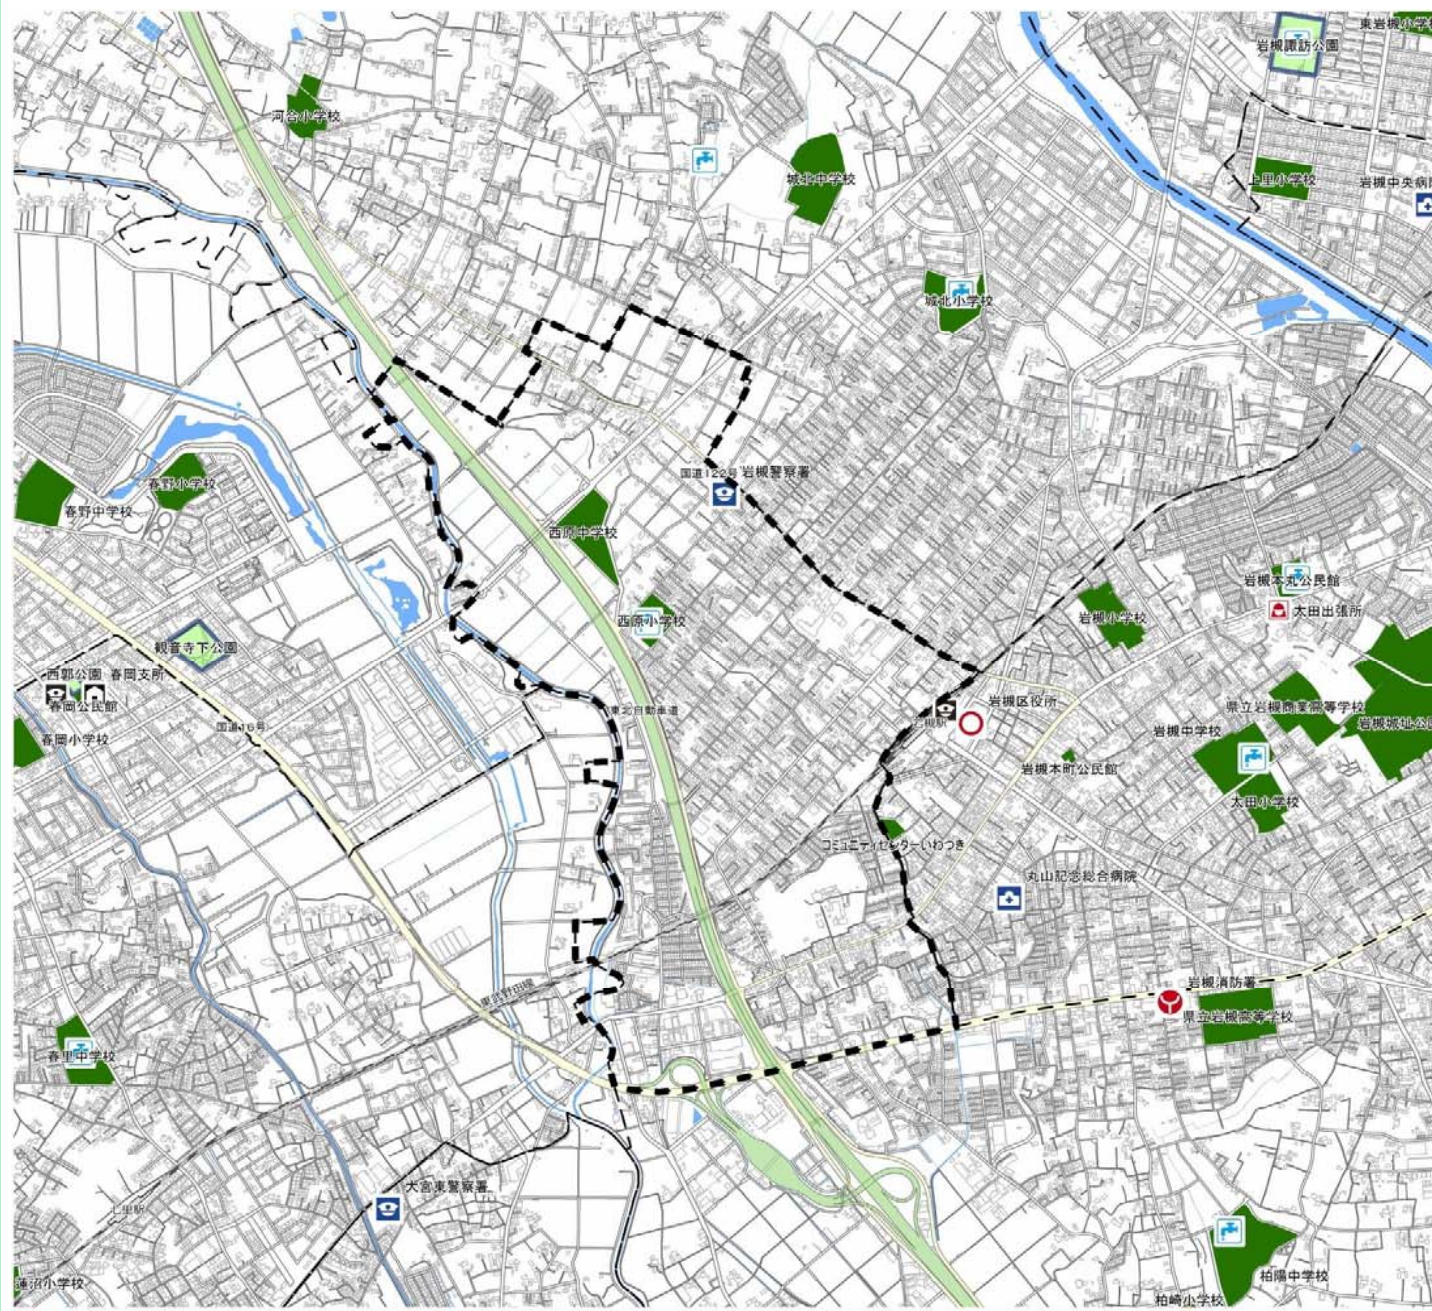 東岩槻小学校
岩槻諏訪公園
河合小学校
城北中学校
上里小学校
岩槻中央病院
城北小学校
国道122号
岩槻警察署
春野小学校
春野中学校
西原中学校
岩槻本丸公民館
太田出張所
岩槻小学校
西原小学校
観音寺下公園
西郭公園
春岡支所
春岡公民館
岩槻区役所
県立岩槻商業高等学校
東北自動車道
岩槻駅
岩槻城址公
国道16号
岩槻中学校
春岡小学校
岩槻本町公民館
太田小学校
コミュニティセンターいわつき
丸山記念総合病院
東武野田線
岩槻消防署
県立岩槻高等学校
春里中学校
大宮東警察署
七里駅
蓮沼小学校
柏陽中学校
柏崎小学校